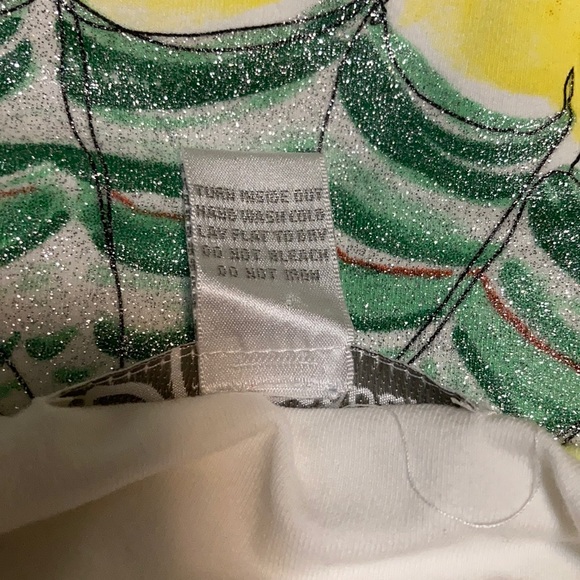 TURN INSIDE OUT
HAND WASH COLD
LAY FLAT TO DRY
DO NOT BLEACH
DO NOT IRON